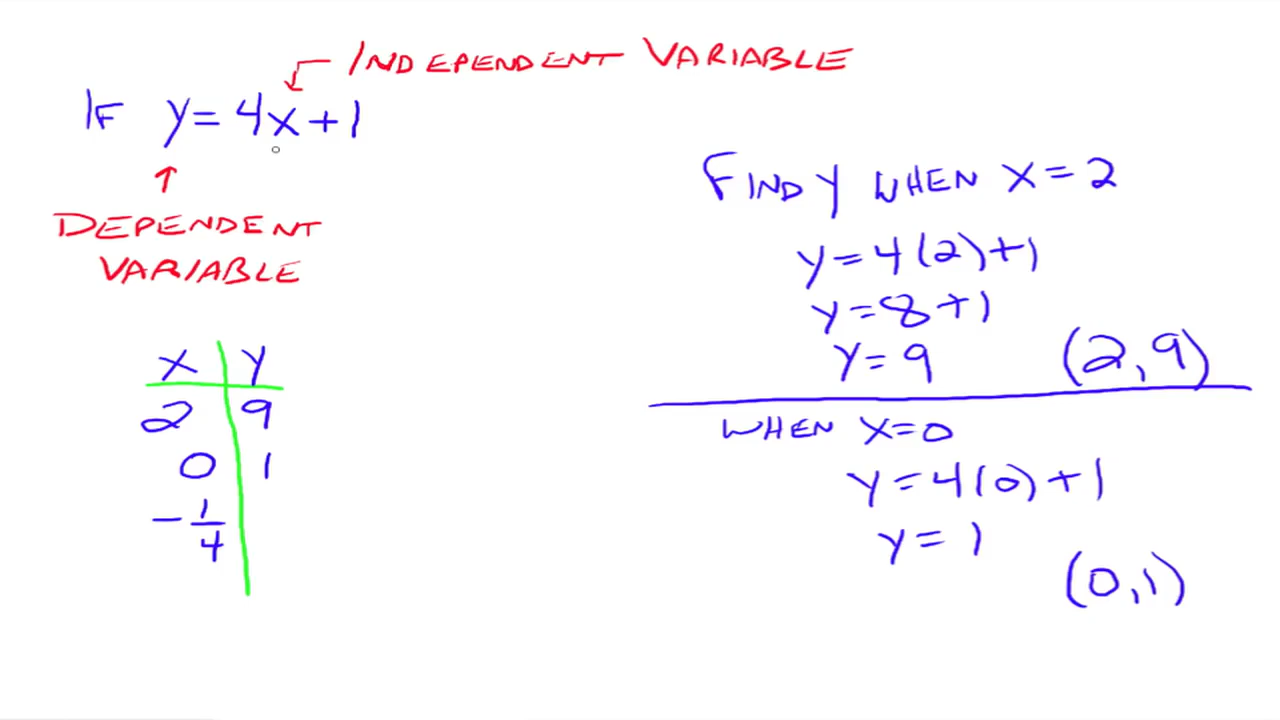 INDEPENDENT VARIABLE
IF y = 4x + 1
DEPENDENT
VARIABLE
X Y
2 9
0 1
- 1/4
FIND Y WHEN X = 2
y = 4(2) + 1
y = 8 + 1
y = 9 (2, 9)
WHEN X = 0
y = 4(0) + 1
y = 1
(0, 1)